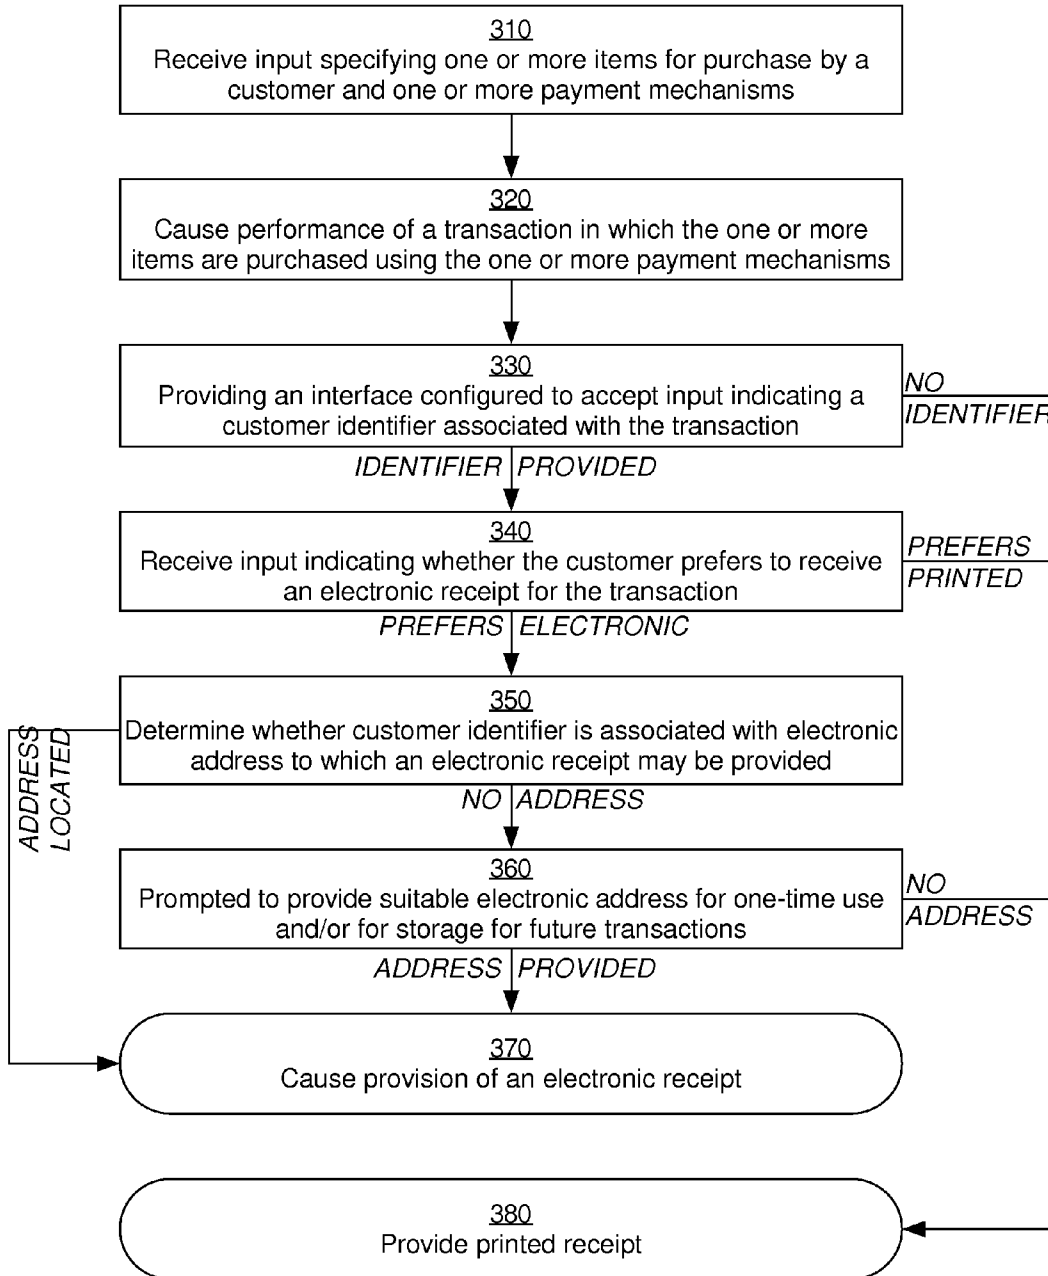 310
Receive input specifying one or more items for purchase by a
customer and one or more payment mechanisms
320
Cause performance of a transaction in which the one or more
items are purchased using the one or more payment mechanisms
330
Providing an interface configured to accept input indicating a
customer identifier associated with the transaction
NO
IDENTIFIER
IDENTIFIER PROVIDED
340
Receive input indicating whether the customer prefers to receive
an electronic receipt for the transaction
PREFERS
PRINTED
PREFERS ELECTRONIC
350
Determine whether customer identifier is associated with electronic
address to which an electronic receipt may be provided
ADDRESS
LOCATED
NO ADDRESS
360
Prompted to provide suitable electronic address for one-time use
and/or for storage for future transactions
NO
ADDRESS
ADDRESS PROVIDED
370
Cause provision of an electronic receipt
380
Provide printed receipt